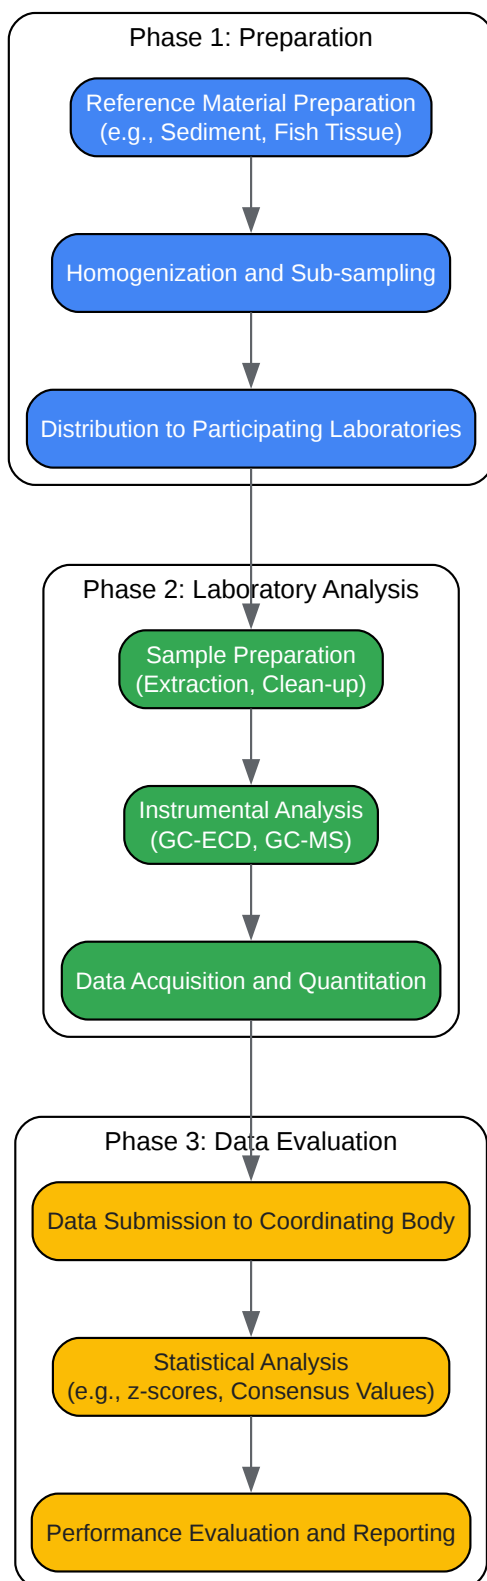 Phase 1: Preparation
Reference Material Preparation
(e.g., Sediment, Fish Tissue)
Homogenization and Sub-sampling
Distribution to Participating Laboratories
Phase 2: Laboratory Analysis
Sample Preparation
(Extraction, Clean-up)
Instrumental Analysis
(GC-ECD, GC-MS)
Data Acquisition and Quantitation
Phase 3: Data Evaluation
Data Submission to Coordinating Body
Statistical Analysis
(e.g., z-scores, Consensus Values)
Performance Evaluation and Reporting